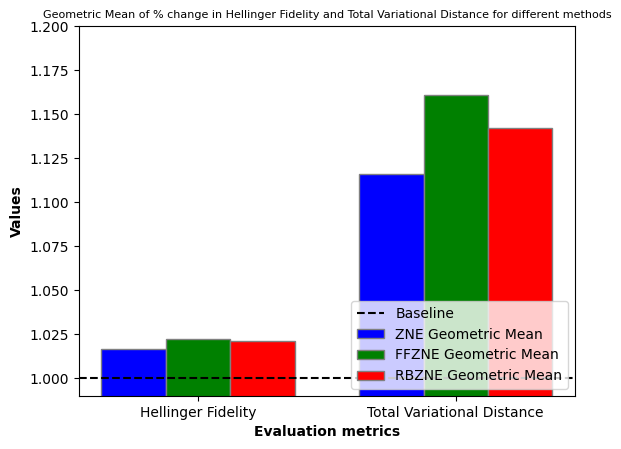 Geometric Mean of % change in Hellinger Fidelity and Total Variational Distance for different methods
1.200
1.175
1.150
1.125
1.100
1.075
1.050
1.025
1.000
Values
Baseline
ZNE Geometric Mean
FFZNE Geometric Mean
RBZNE Geometric Mean
Hellinger Fidelity
Total Variational Distance
Evaluation metrics